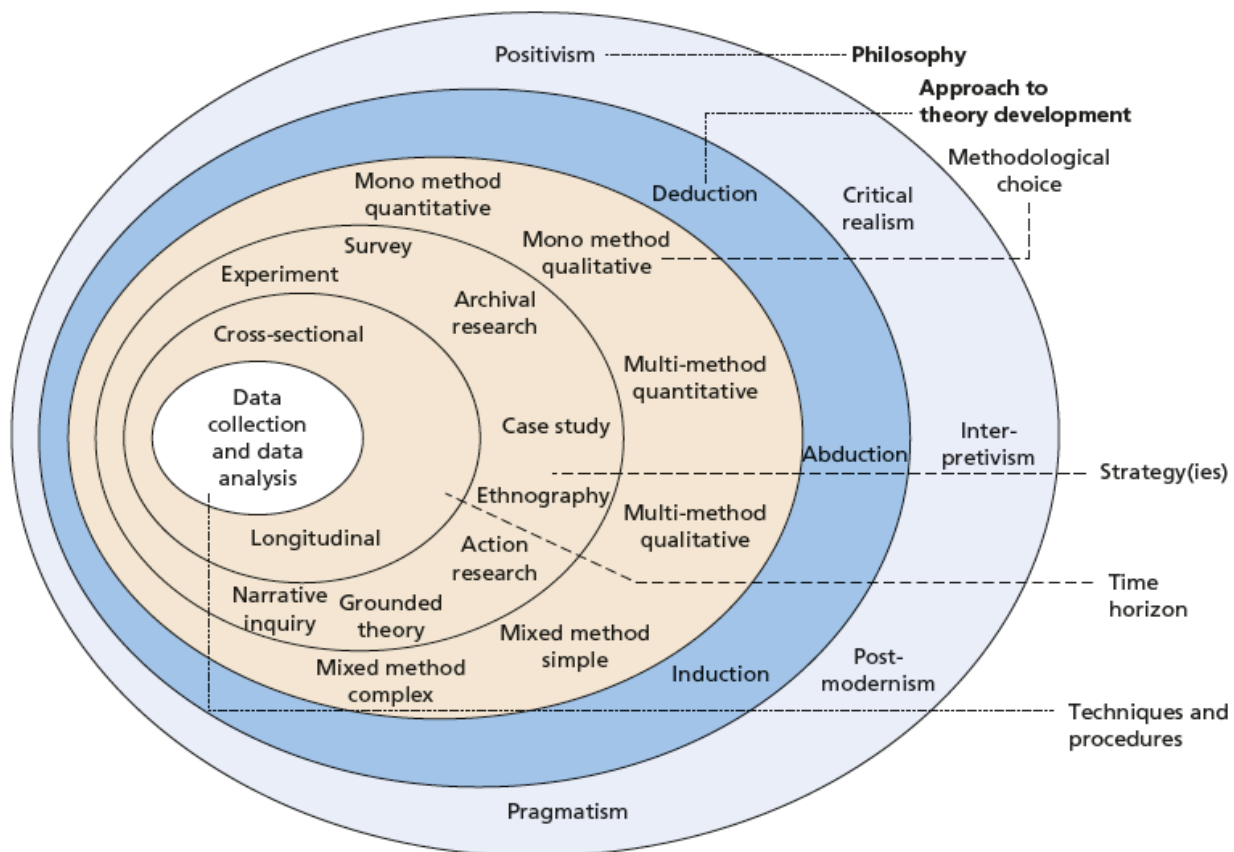 Positivism
Philosophy
Approach to
theory development
Methodological
choice
Mono method
quantitative
Deduction
Critical
realism
Survey
Mono method
qualitative
Experiment
Archival
research
Cross-sectional
Multi-method
quantitative
Data
collection
and data
analysis
Case study
Abduction
Inter-
pretivism
Strategy(ies)
Ethnography
Multi-method
qualitative
Longitudinal
Action
research
Time
horizon
Narrative
inquiry
Grounded
theory
Mixed method
simple
Mixed method
complex
Induction
Post-
modernism
Techniques and
procedures
Pragmatism